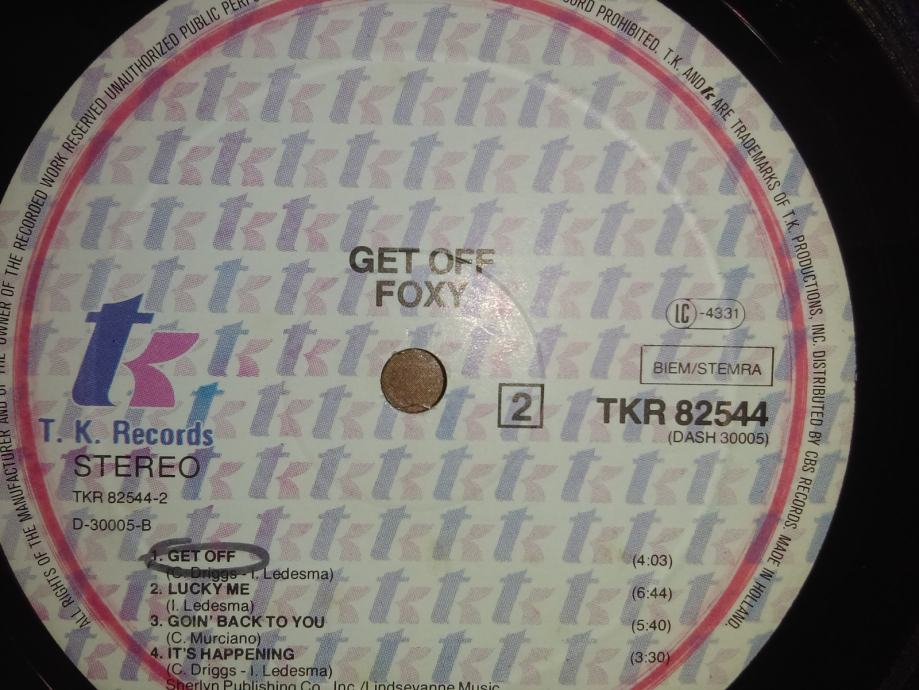 ALL RIGHTS OF THE MANUFACTURER AND OF THE OWNER OF THE RECORDED WORK RESERVED UNAUTHORIZED PUBLIC
RECORD PROHIBITED. T.K. AND tk ARE TRADEMARKS OF T.K. PRODUCTIONS, INC. DISTRIBUTED BY CBS RECORDS. MADE IN HOLLAND.
GET OFF
FOXY
LC-4331
BIEM/STEMRA
tk
2
TKR 82544
(DASH 30005)
T. K. Records
STEREO
TKR 82544-2
D-30005-B
1. GET OFF (4:03)
(C. Driggs - I. Ledesma)
2. LUCKY ME (6:44)
(I. Ledesma)
3. GOIN' BACK TO YOU (5:40)
(C. Murciano)
4. IT'S HAPPENING (3:30)
(C. Driggs - I. Ledesma)
Sherlyn Publishing Co., Inc./Lindseyanne Music